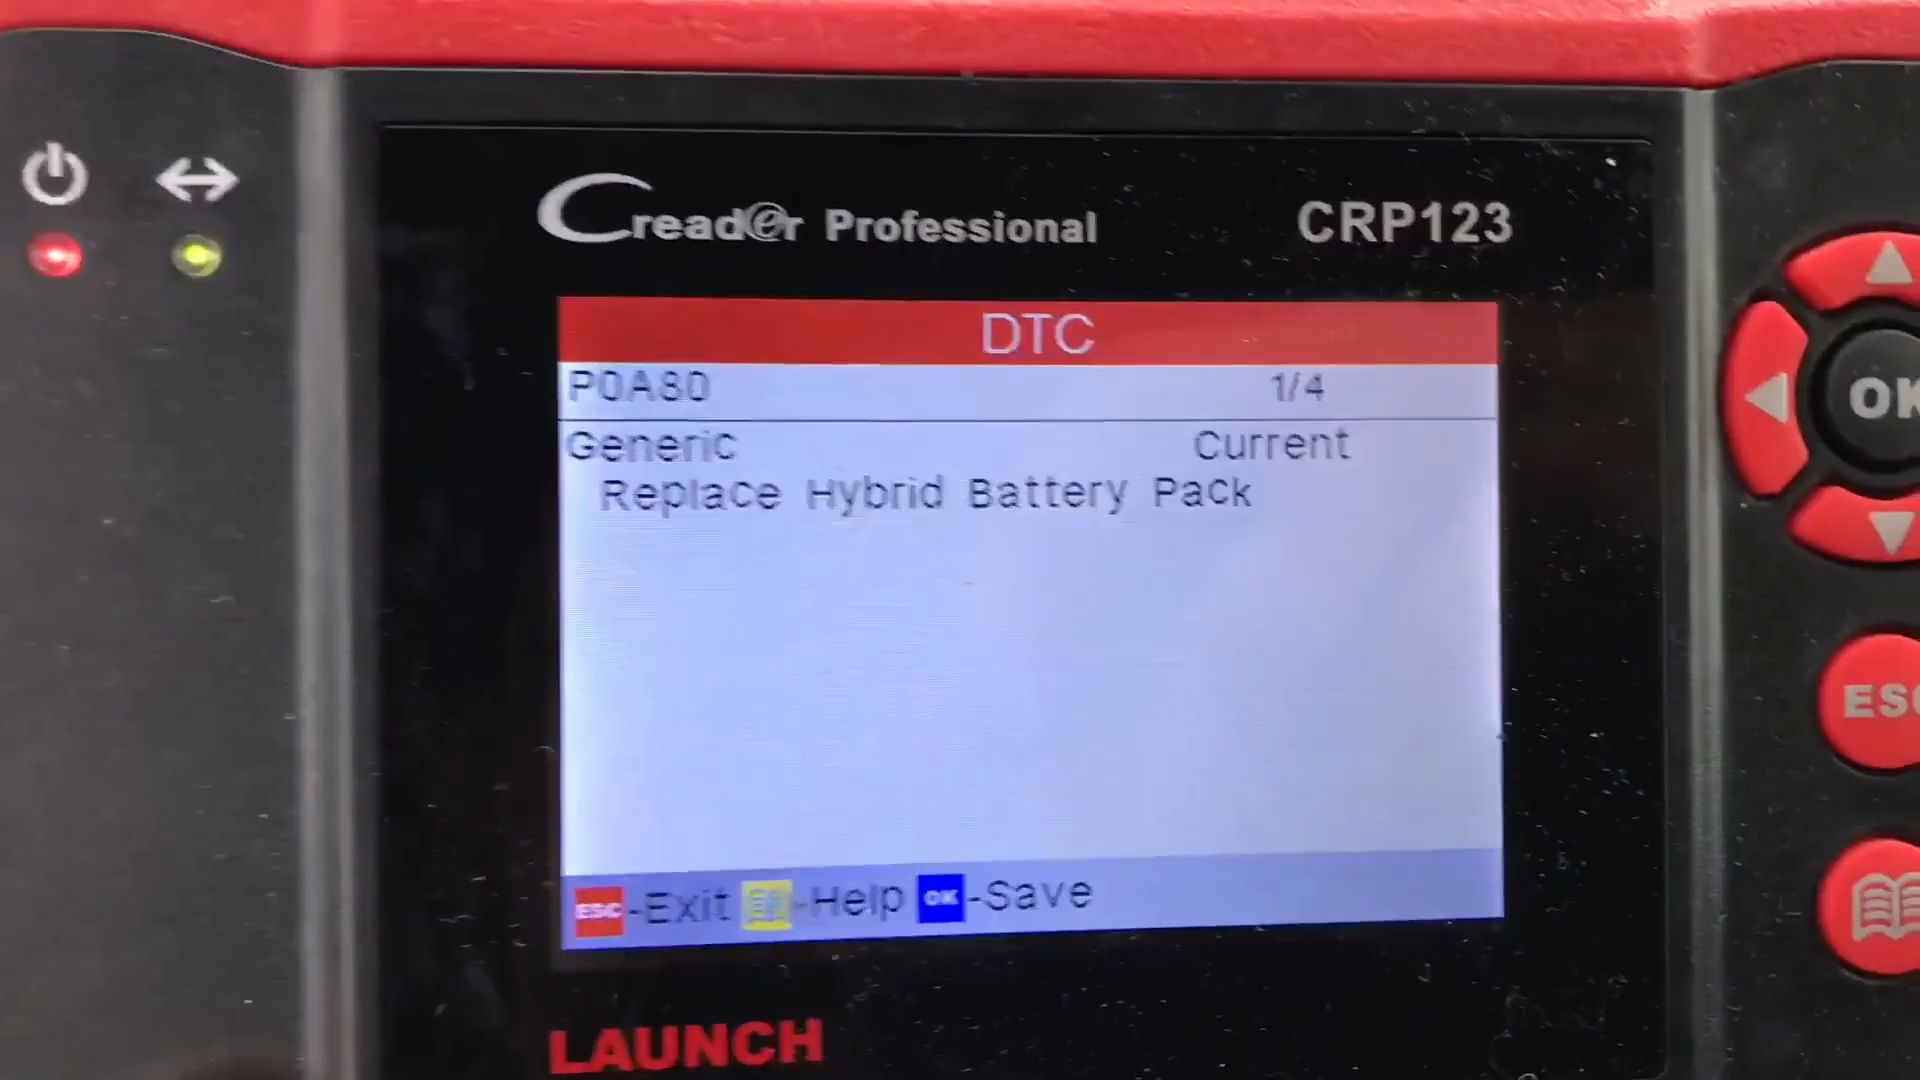 Creader Professional CRP123
DTC
P0A80 1/4
Generic Current
Replace Hybrid Battery Pack
ESC-Exit -Help OK-Save
LAUNCH
OK
ESC